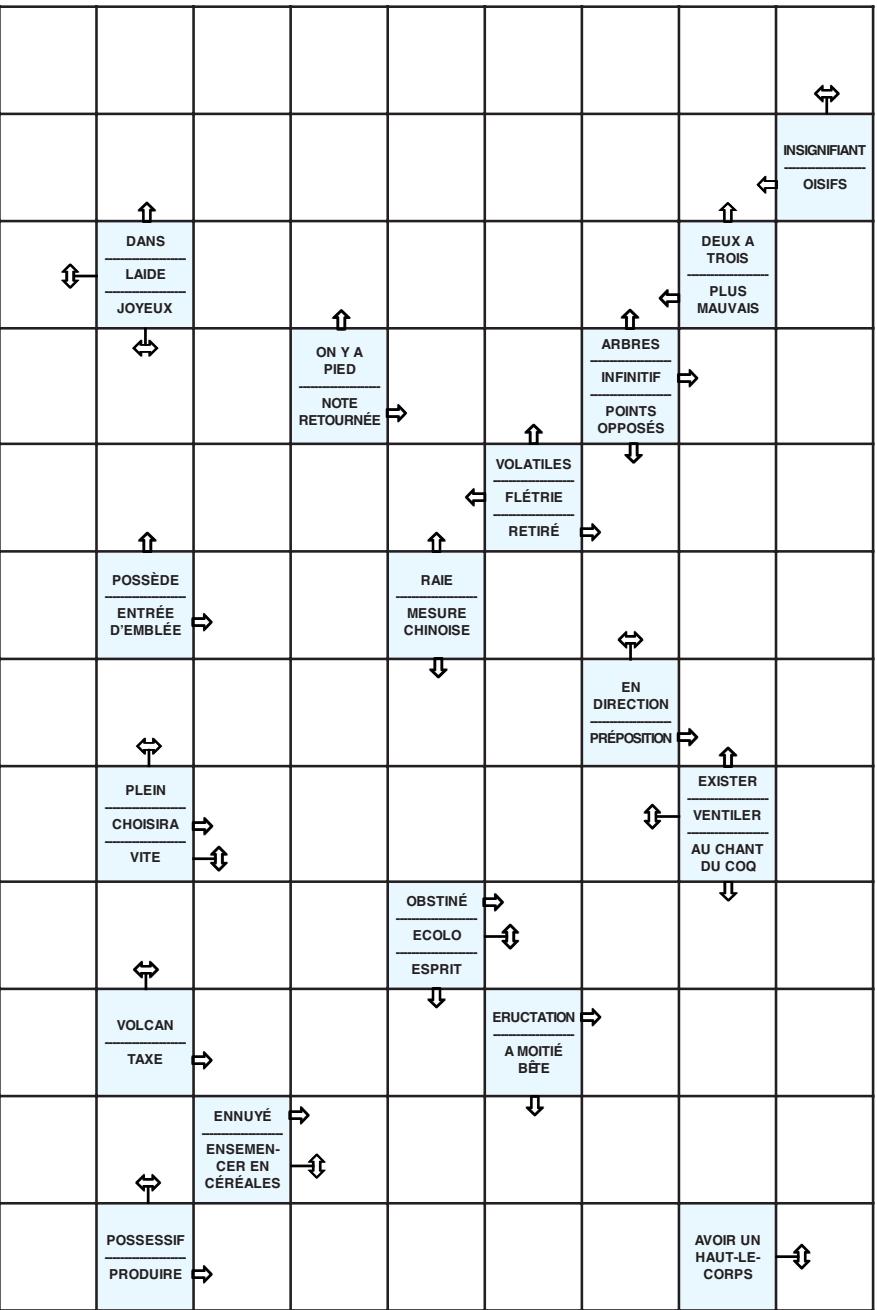 INSIGNIFIANT
OISIFS
DANS
LAIDE
JOYEUX
DEUX A
TROIS
PLUS
MAUVAIS
ON Y A
PIED
NOTE
RETOURNÉE
ARBRES
INFINITIF
POINTS
OPPOSÉS
VOLATILES
FLÉTRIE
RETIRÉ
POSSÈDE
ENTRÉE
D'EMBLÉE
RAIE
MESURE
CHINOISE
EN
DIRECTION
PRÉPOSITION
PLEIN
CHOISIRA
VITE
EXISTER
VENTILER
AU CHANT
DU COQ
OBSTINÉ
ECOLO
ESPRIT
VOLCAN
TAXE
ERUCTATION
A MOITIÉ
BÊTE
ENNUYÉ
ENSEMEN-
CER EN
CÉRÉALES
POSSESSIF
PRODUIRE
AVOIR UN
HAUT-LE-
CORPS